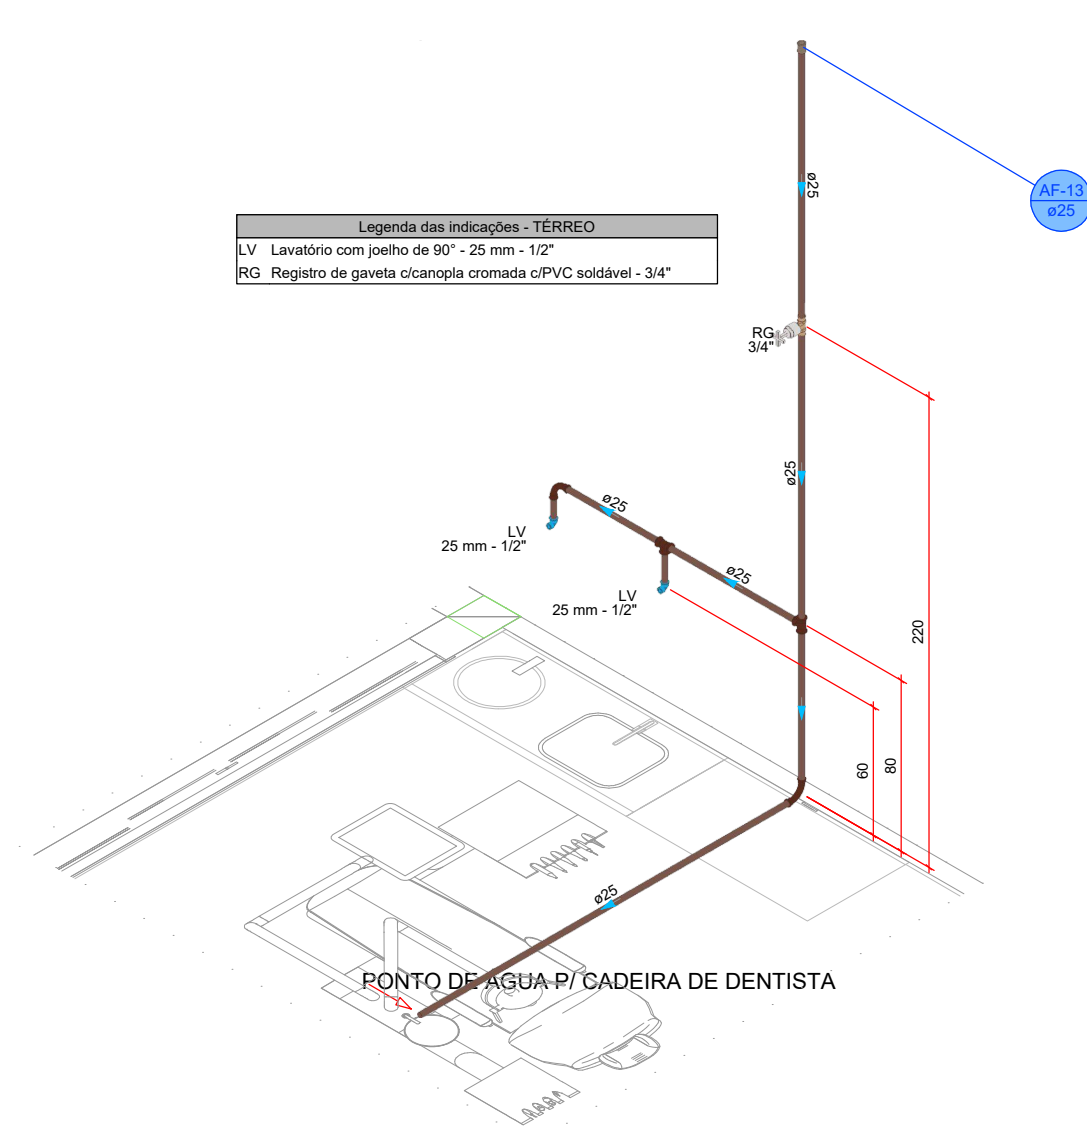 ø25
AF-13
ø25
Legenda das indicações - TÉRREO
LV Lavatório com joelho de 90° - 25 mm - 1/2"
RG Registro de gaveta c/canopla cromada c/PVC soldável - 3/4"
RG
3/4"
ø25
ø25
LV
25 mm - 1/2"
ø25
LV
25 mm - 1/2"
220
60
80
ø25
PONTO DE AGUA P/ CADEIRA DE DENTISTA